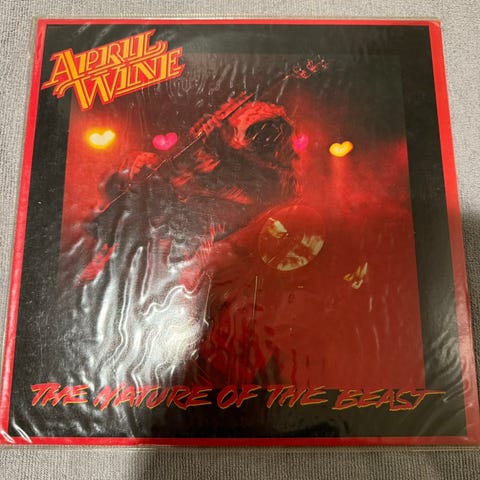 APRIL
WINE
THE NATURE OF THE BEAST